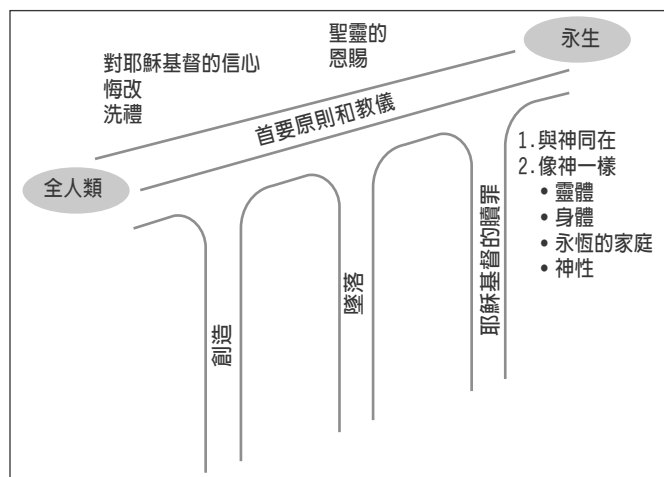 聖靈的
恩賜
永生
對耶穌基督的信心
悔改
洗禮
首要原則和教儀
全人類
1.與神同在
2.像神一樣
•靈體
•身體
•永恆的家庭
•神性
創造
墜落
耶穌基督的贖罪